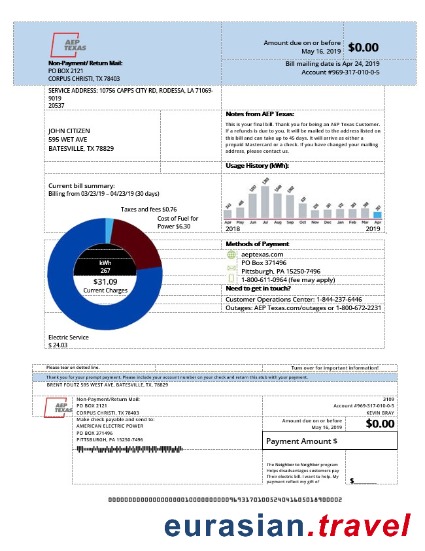 AEP
TEXAS
Non-Payment/ Return Mail:
PO BOX 2121
CORPUS CHRISTI, TX 78403
Amount due on or before
May 16, 2019
$0.00
Bill mailing date is Apr 24, 2019
Account #969-317-010-0-5
SERVICE ADDRESS: 10756 CAPPS CITY RD, RODESSA, LA 71069-
9019
20537
JOHN CITIZEN
595 WET AVE
BATESVILLE, TX 78829
Notes from AEP Texas:
This is your final bill. Thank you for being an AEP Texas Customer.
If a refunds is due to you, it will be mailed to the address listed on
this bill and can take up to 45 days. It will arrive as either a
prepaid Mastercard or a check. If you have changed your mailing
address, please contact us.
Usage History (kWh):
Apr May Jun Jul Aug Sep Oct Nov Dec Jan Feb Mar Apr
2018 2019
Current bill summary:
Billing from 03/23/19 - 04/23/19 (30 days)
Taxes and fees $0.76
Cost of Fuel for
Power $6.30
kWh
267
$31.09
Current Charges
Electric Service
$ 24.03
Methods of Payment
aeptexas.com
PO Box 371496
Pittsburgh, PA 15250-7496
1-800-611-0964 (fee may apply)
Need to get in touch?
Customer Operations Center: 1-844-237-6446
Outages: AEP Texas.com/outages or 1-800-672-2231
Please tear on dotted line.
Turn over for important information!
Thank you for your prompt payment. Please include your account number on your check and return this stub with your payment.
BRENT FOUTZ 595 WEST AVE, BATESVILLE, TX, 78829
AEP
TEXAS
Non-Payment/ Return Mail:
PO BOX 2121
CORPUS CHRISTI, TX 78403
Make check payable and send to:
AMERICAN ELECTRIC POWER
PO BOX 371496
PITTSBURGH, PA 15250-7496
2109
Account #969-317-010-0-5
KEVIN GRAY
Amount due on or before
May 16, 2019
$0.00
Payment Amount $
The Neighbor to Neighbor program
Helps disadvantages customers pay
Their electric bill. I want to help. My
payment reflect my gift of
$
eurasian.travel